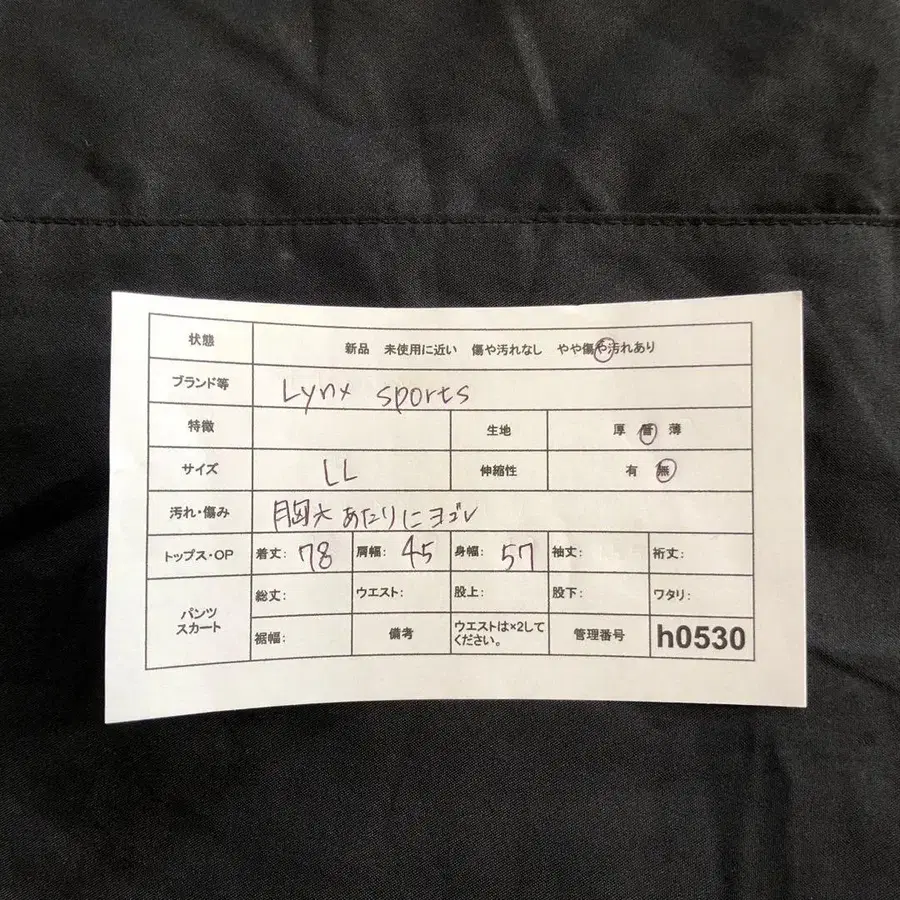 状態 新品 未使用に近い 傷や汚れなし やや傷や汚れあり
ブランド等 Lynx sports
特徴 生地 厚 普 薄
サイズ LL 伸縮性 有 無
汚れ・傷み 胸大あたりにヨゴレ
トップス・OP 着丈: 78 肩幅: 45 身幅: 57 袖丈: 裄丈:
パンツ
スカート
総丈: ウエスト: 股上: 股下: ワタリ:
裾幅: 備考 ウエストは×2して
ください。 管理番号 h0530